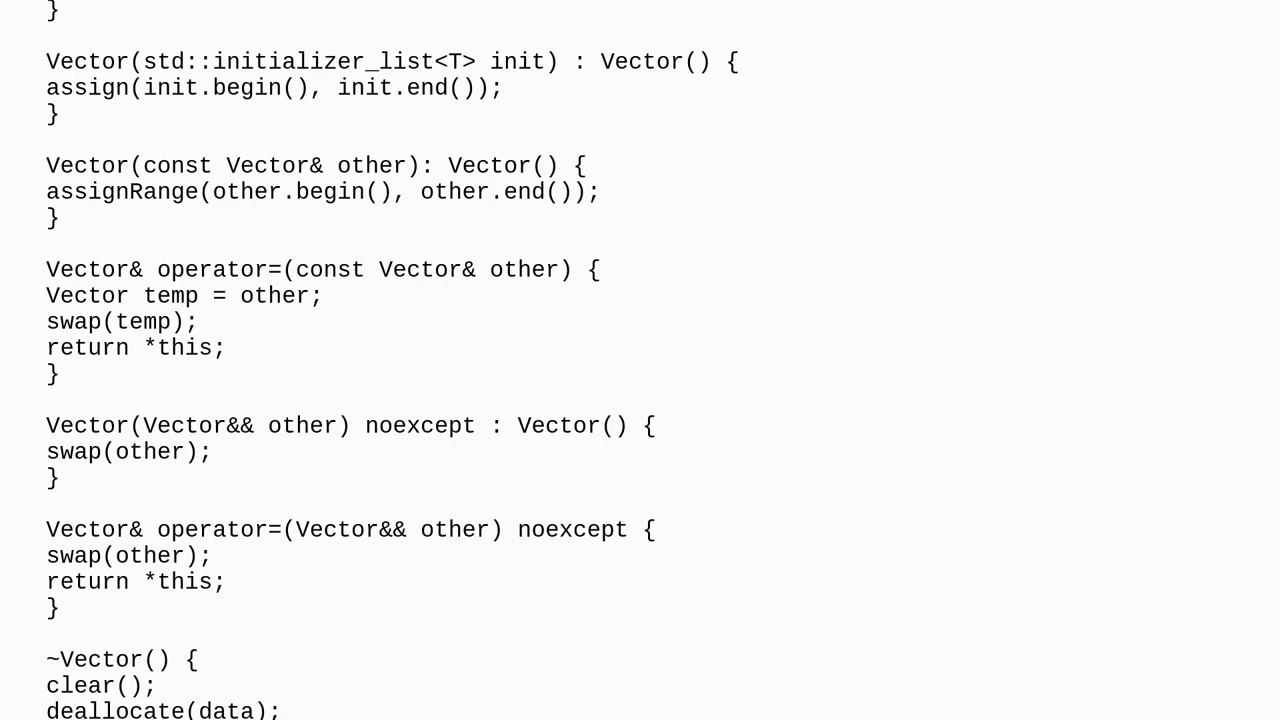 }
Vector(std::initializer_list<T> init) : Vector() {
assign(init.begin(), init.end());
}
Vector(const Vector& other): Vector() {
assignRange(other.begin(), other.end());
}
Vector& operator=(const Vector& other) {
Vector temp = other;
swap(temp);
return *this;
}
Vector(Vector&& other) noexcept : Vector() {
swap(other);
}
Vector& operator=(Vector&& other) noexcept {
swap(other);
return *this;
}
~Vector() {
clear();
deallocate(data);